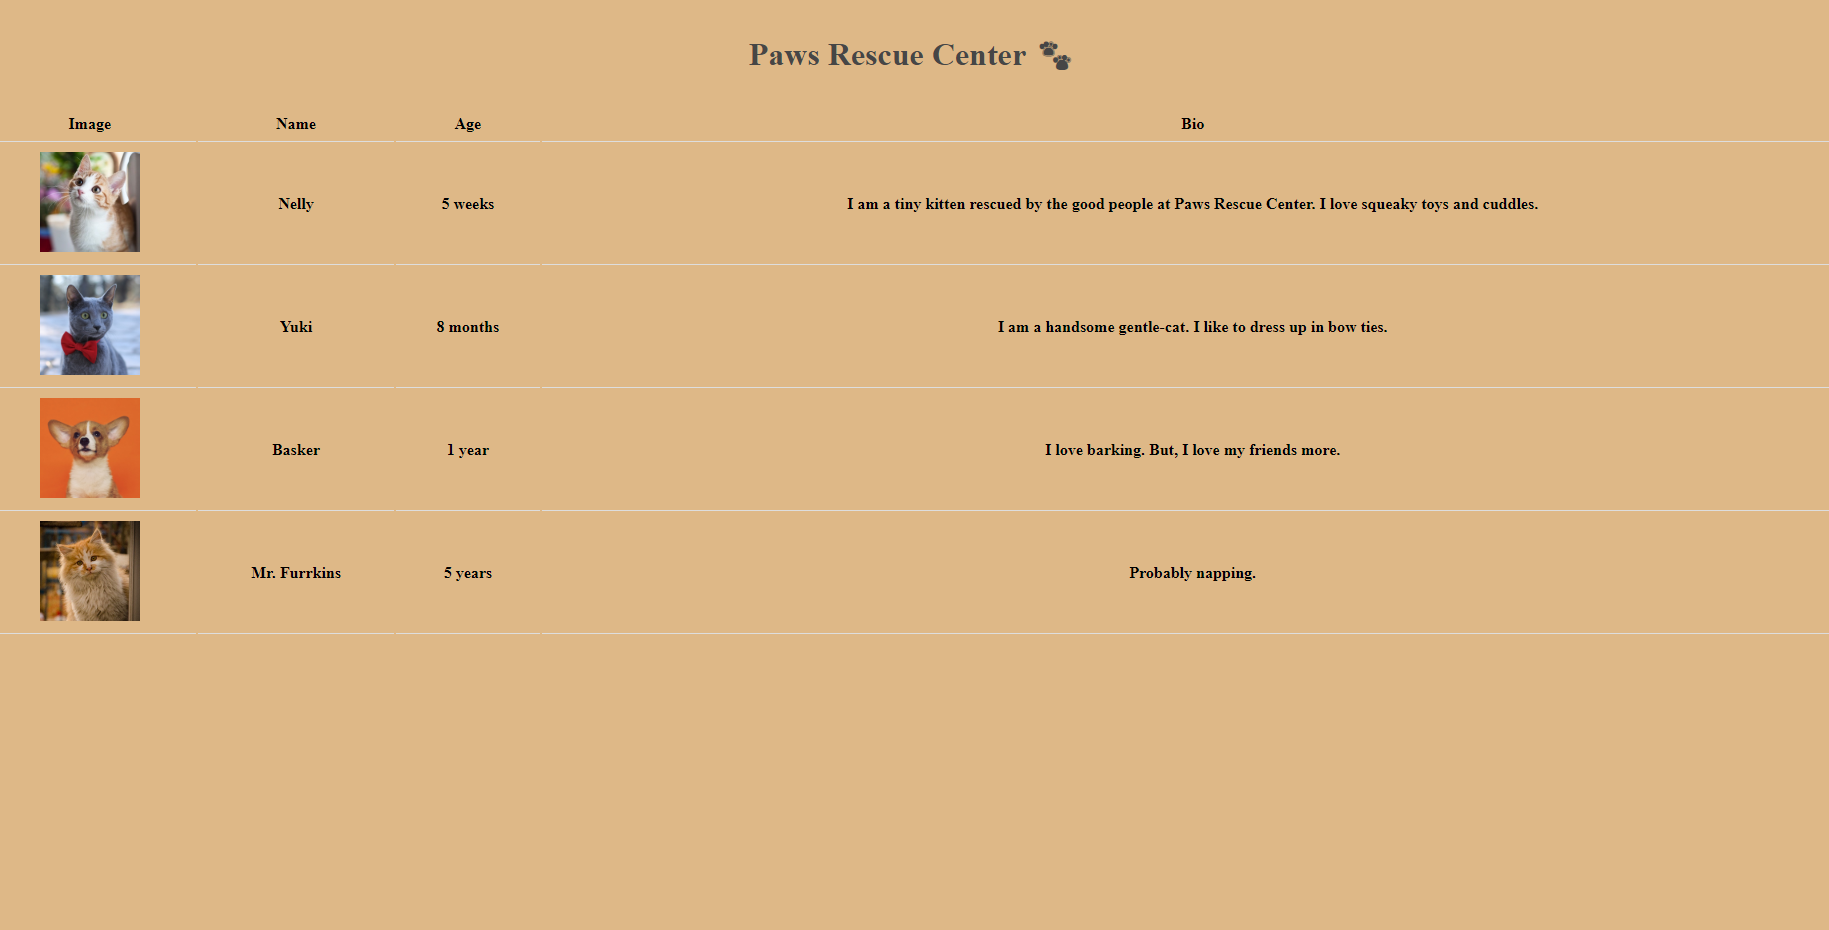 Paws Rescue Center 🐾
Image Name Age Bio
Nelly 5 weeks I am a tiny kitten rescued by the good people at Paws Rescue Center. I love squeaky toys and cuddles.
Yuki 8 months I am a handsome gentle-cat. I like to dress up in bow ties.
Basker 1 year I love barking. But, I love my friends more.
Mr. Furrkins 5 years Probably napping.